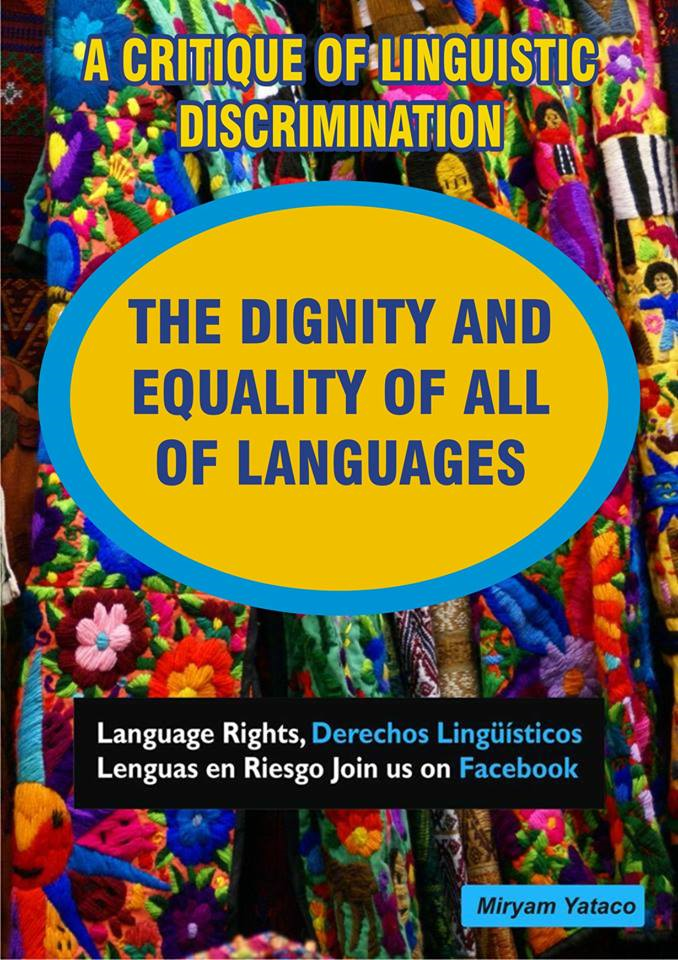 A CRITIQUE OF LINGUISTIC
DISCRIMINATION
THE DIGNITY AND
EQUALITY OF ALL
OF LANGUAGES
Language Rights, Derechos Lingüísticos
Lenguas en Riesgo Join us on Facebook
Miryam Yataco